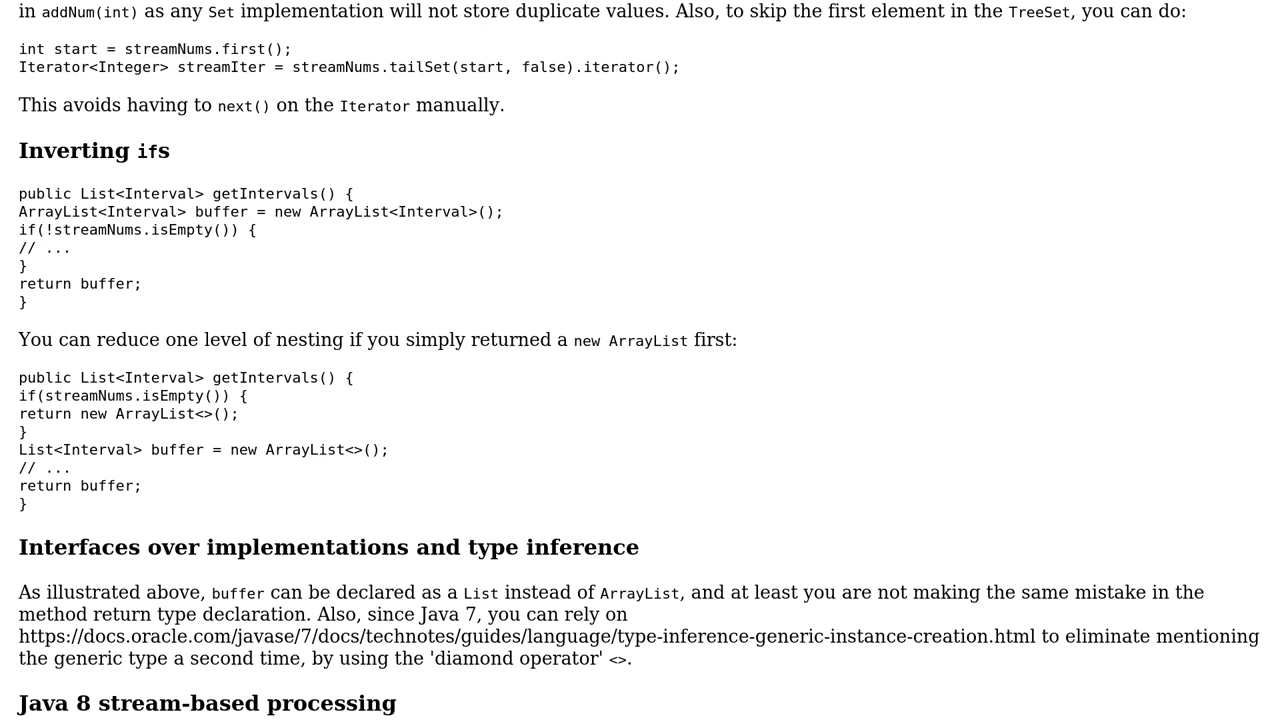 in addNum(int) as any Set implementation will not store duplicate values. Also, to skip the first element in the TreeSet, you can do:
int start = streamNums.first();
Iterator<Integer> streamIter = streamNums.tailSet(start, false).iterator();
This avoids having to next() on the Iterator manually.
Inverting ifs
public List<Interval> getIntervals() {
ArrayList<Interval> buffer = new ArrayList<Interval>();
if(!streamNums.isEmpty()) {
// ...
}
return buffer;
}
You can reduce one level of nesting if you simply returned a new ArrayList first:
public List<Interval> getIntervals() {
if(streamNums.isEmpty()) {
return new ArrayList<>();
}
List<Interval> buffer = new ArrayList<>();
// ...
return buffer;
}
Interfaces over implementations and type inference
As illustrated above, buffer can be declared as a List instead of ArrayList, and at least you are not making the same mistake in the
method return type declaration. Also, since Java 7, you can rely on
https://docs.oracle.com/javase/7/docs/technotes/guides/language/type-inference-generic-instance-creation.html to eliminate mentioning
the generic type a second time, by using the 'diamond operator' <>.
Java 8 stream-based processing